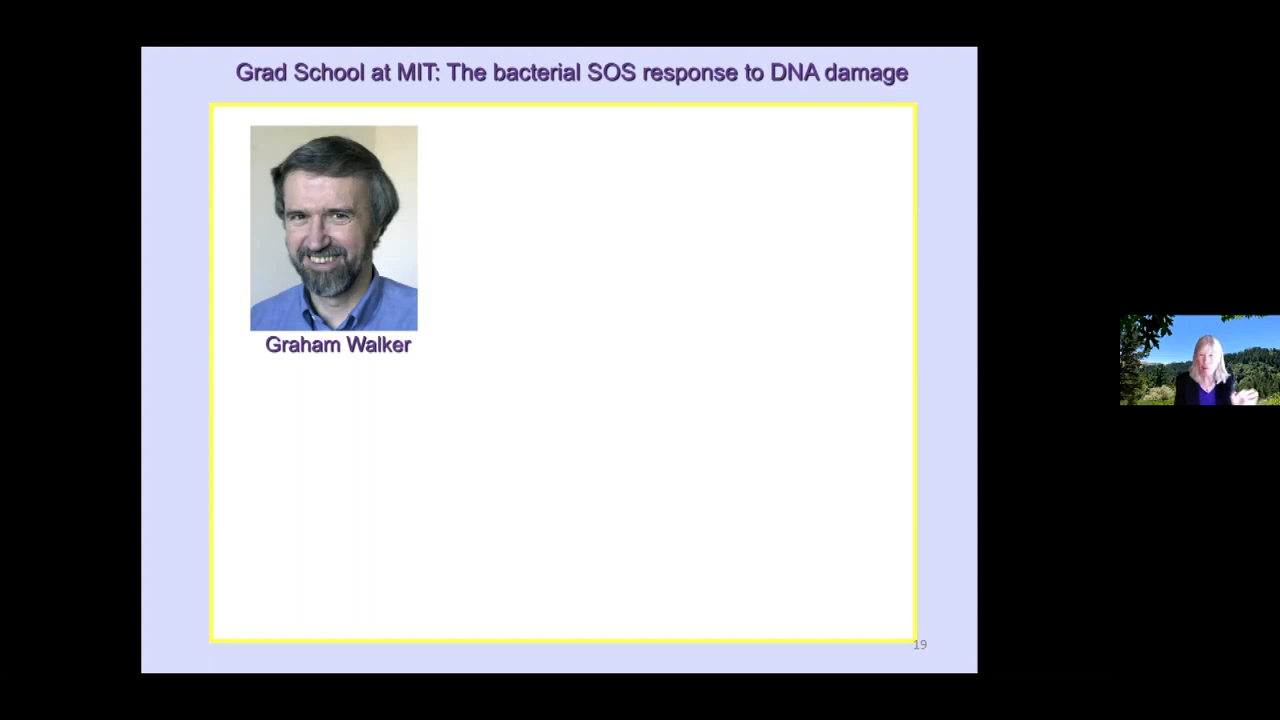 Grad School at MIT: The bacterial SOS response to DNA damage
Graham Walker
19